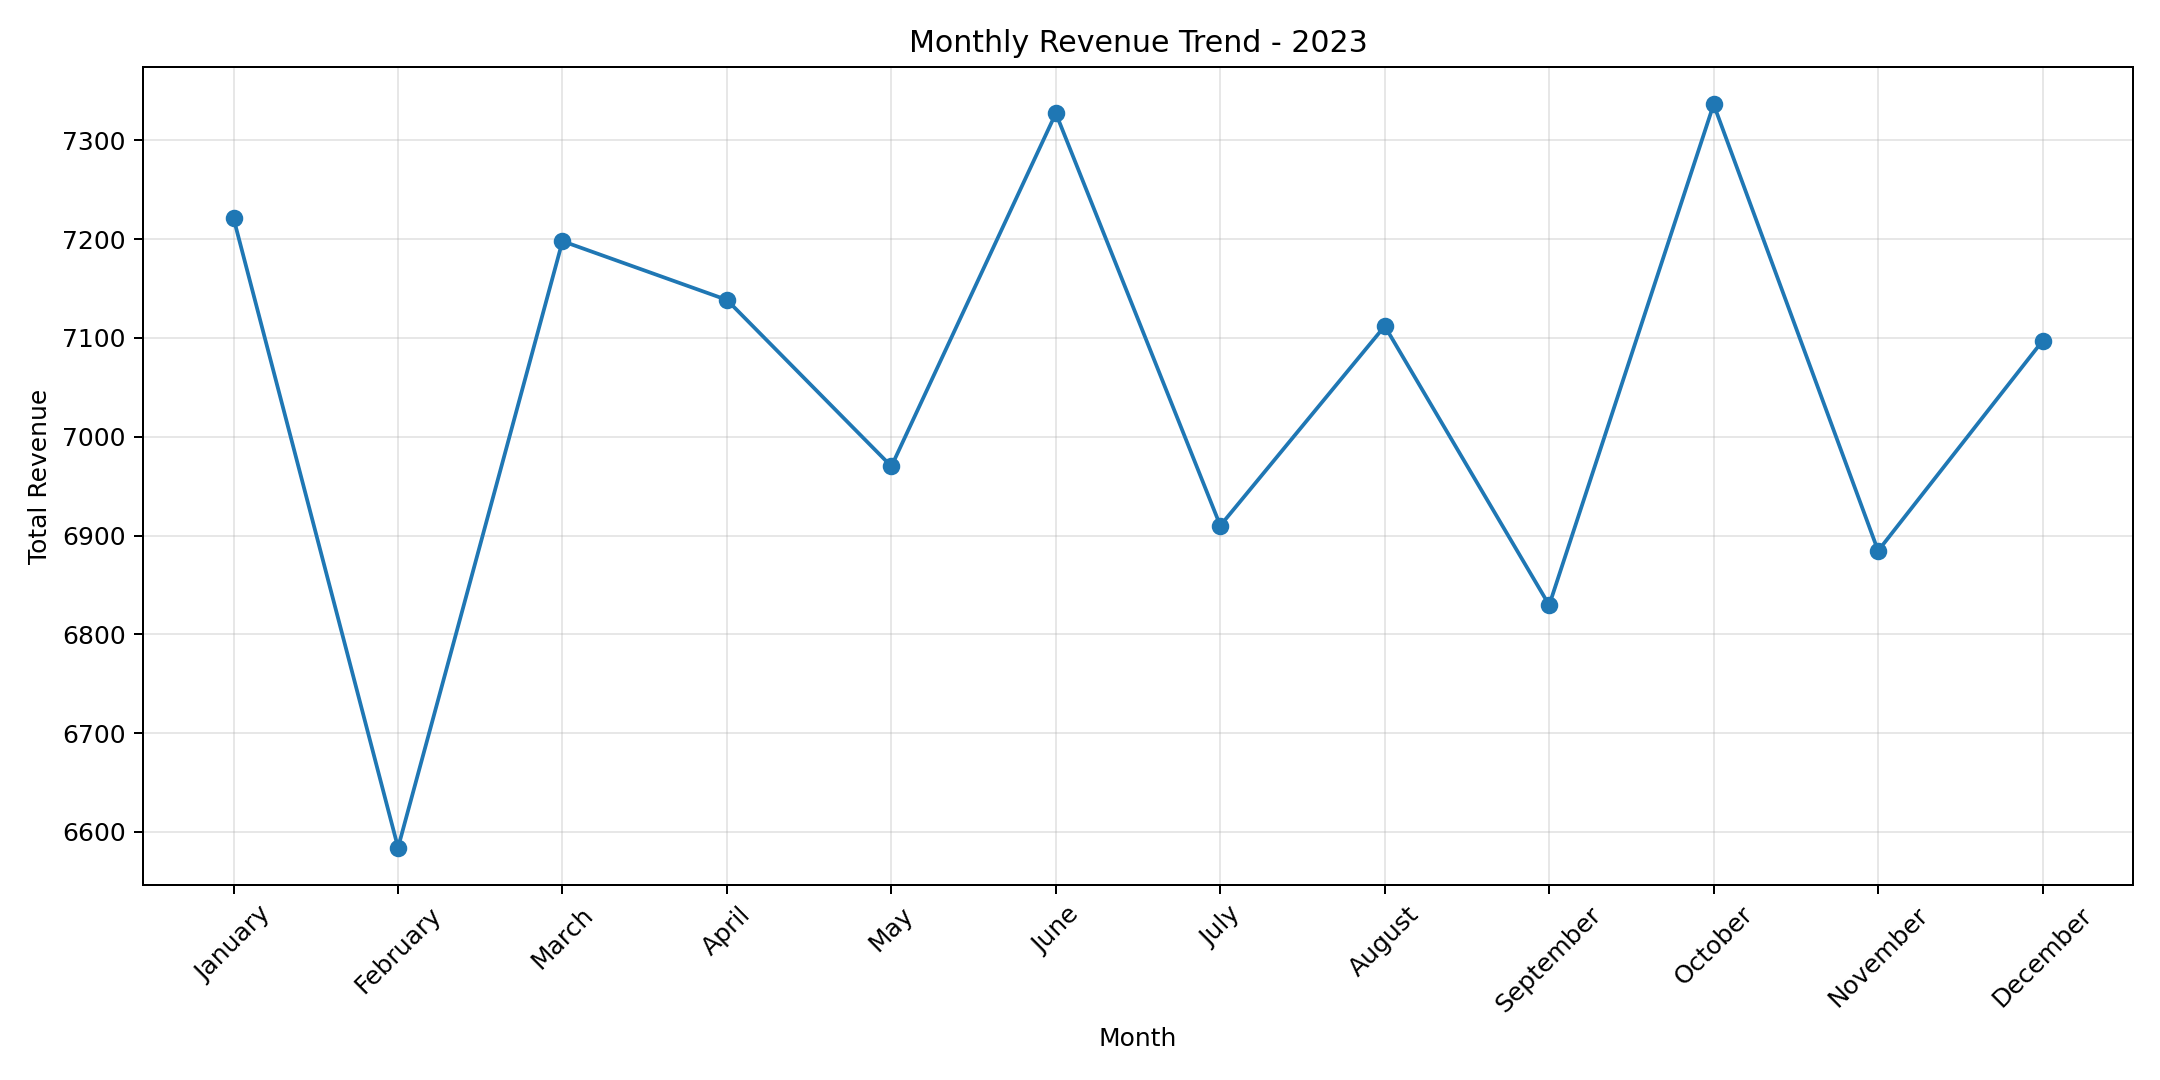 Monthly Revenue Trend - 2023
Total Revenue
7300
7200
7100
7000
6900
6800
6700
6600
January
February
March
April
May
June
July
August
September
October
November
December
Month